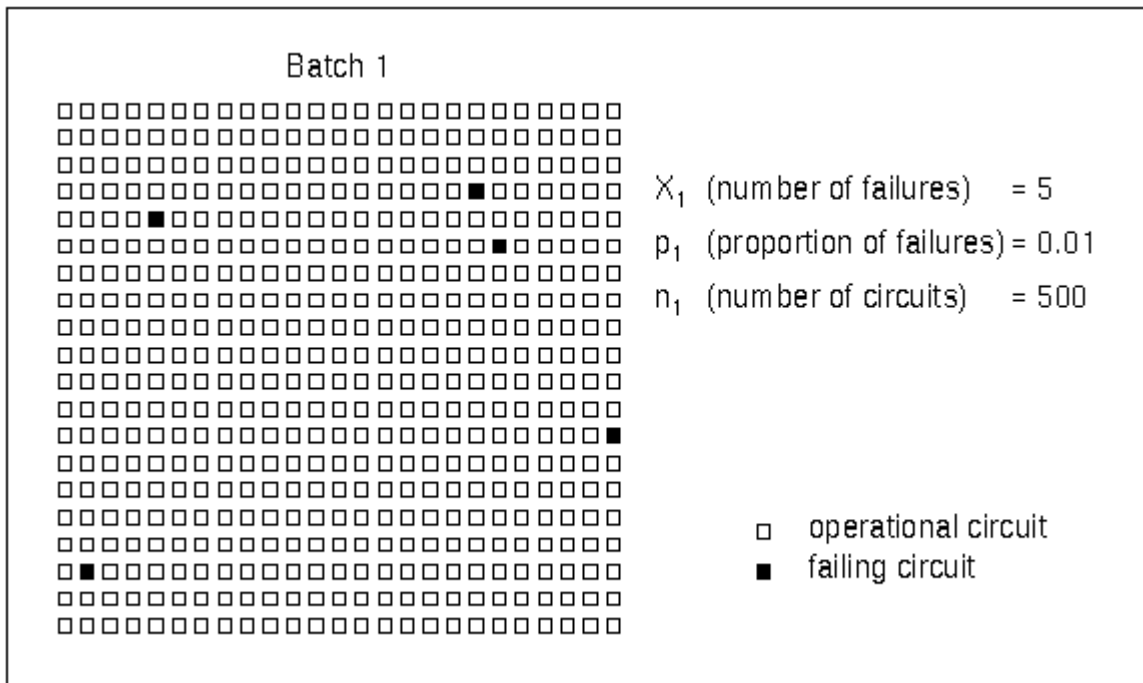 Batch 1
X1 (number of failures) = 5
p1 (proportion of failures) = 0.01
n1 (number of circuits) = 500
operational circuit
failing circuit